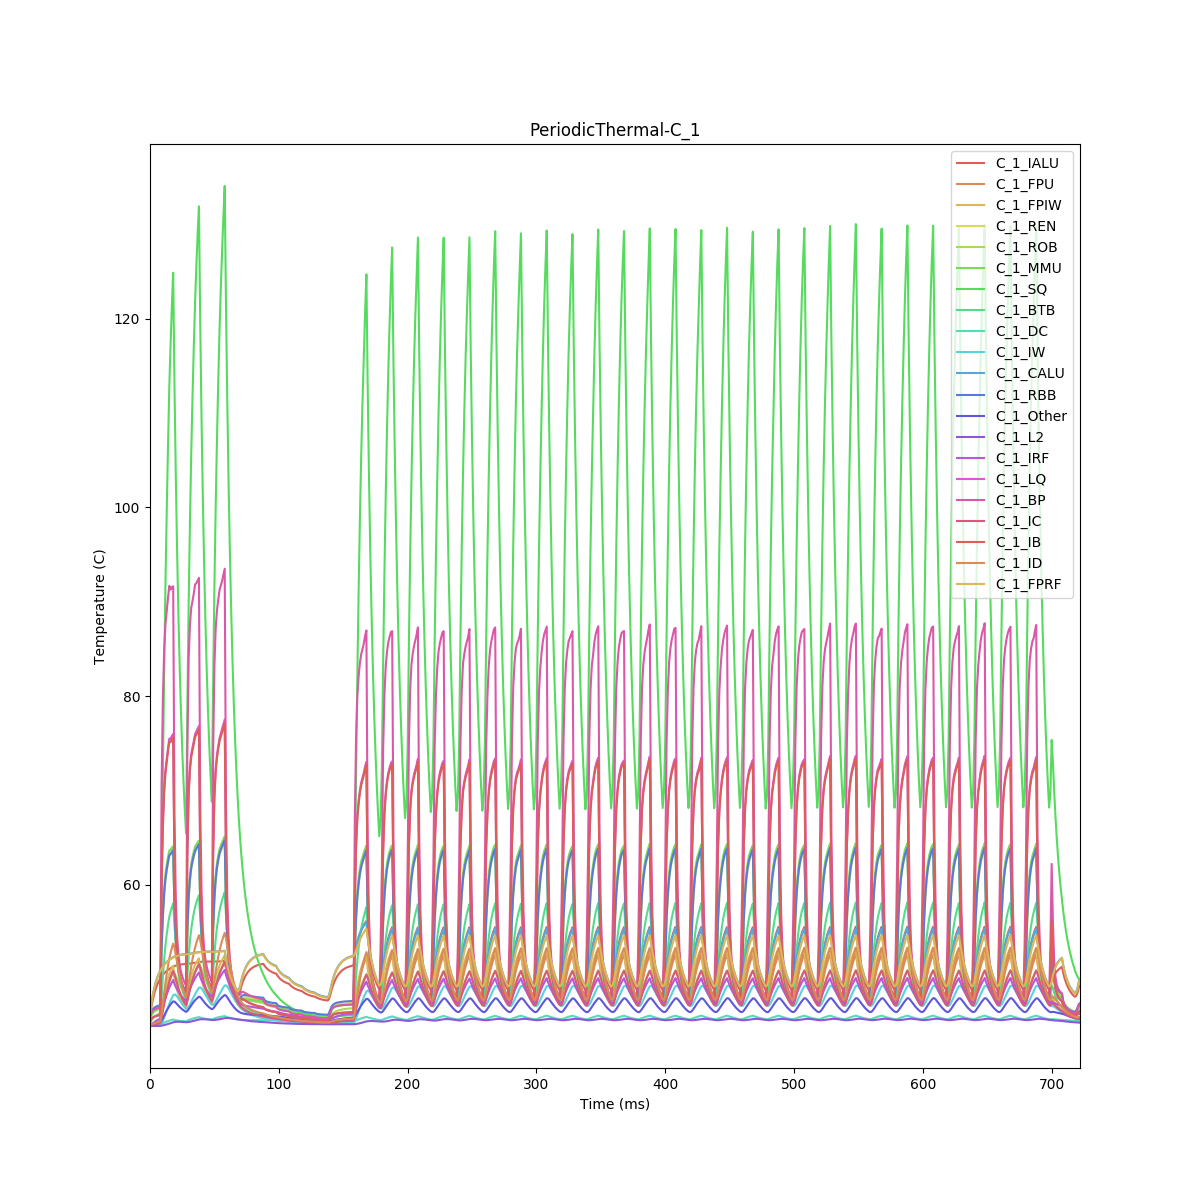 PeriodicThermal-C_1
Temperature (C)
120
100
80
60
0
100
200
300
400
500
600
700
Time (ms)
C_1_IALU
C_1_FPU
C_1_FPIW
C_1_REN
C_1_ROB
C_1_MMU
C_1_SQ
C_1_BTB
C_1_DC
C_1_IW
C_1_CALU
C_1_RBB
C_1_Other
C_1_L2
C_1_IRF
C_1_LQ
C_1_BP
C_1_IC
C_1_IB
C_1_ID
C_1_FPRF